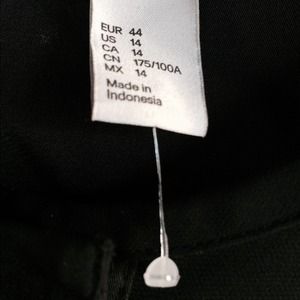 EUR 44
US 14
CA 14
CN 175/100A
MX 14
Made in
Indonesia